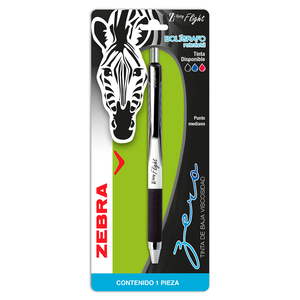 Z-Grip Flight
BOLÍGRAFO
retráctil
Tinta
Disponible
Punto
mediano
ZEBRA
Z-Grip Flight
zero
TINTA DE BAJA VISCOSIDAD
CONTENIDO 1 PIEZA